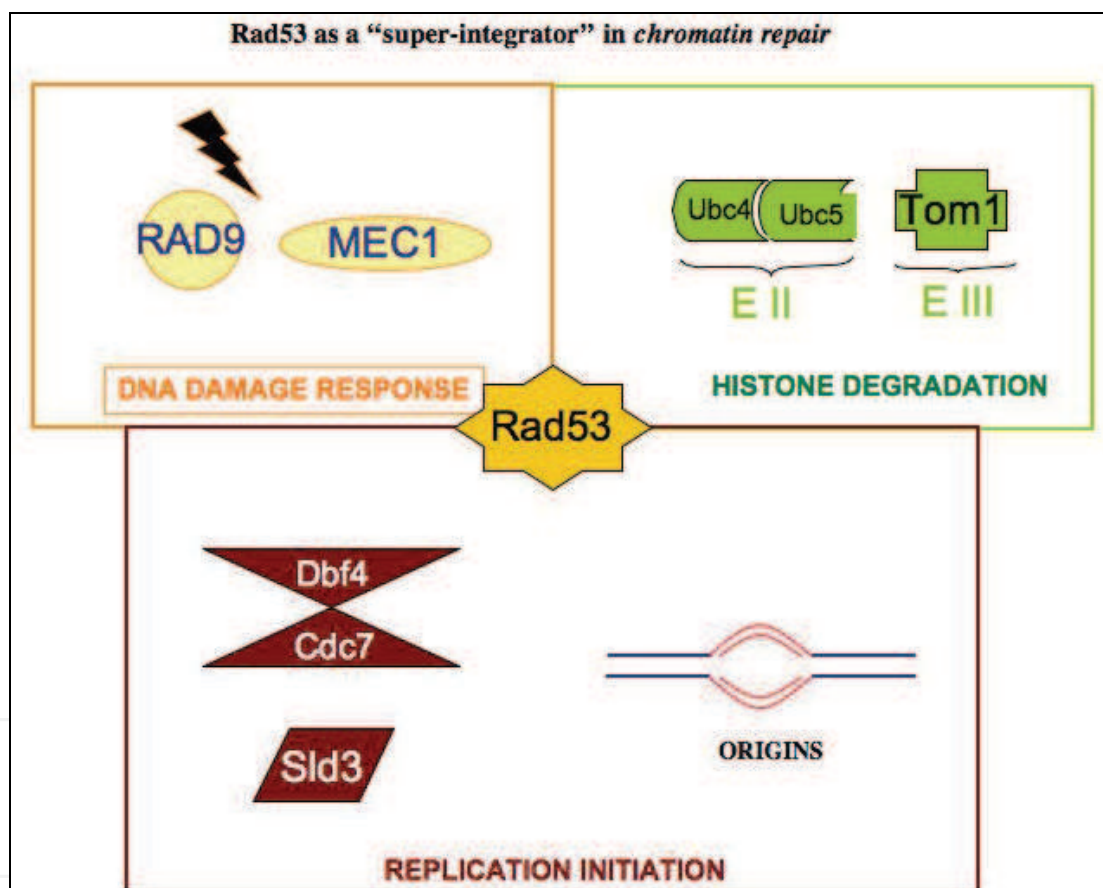 Rad53 as a “super-integrator” in chromatin repair
RAD9
MEC1
DNA DAMAGE RESPONSE
Ubc4
Ubc5
Tom1
E II
E III
HISTONE DEGRADATION
Rad53
Dbf4
Cdc7
Sld3
ORIGINS
REPLICATION INITIATION